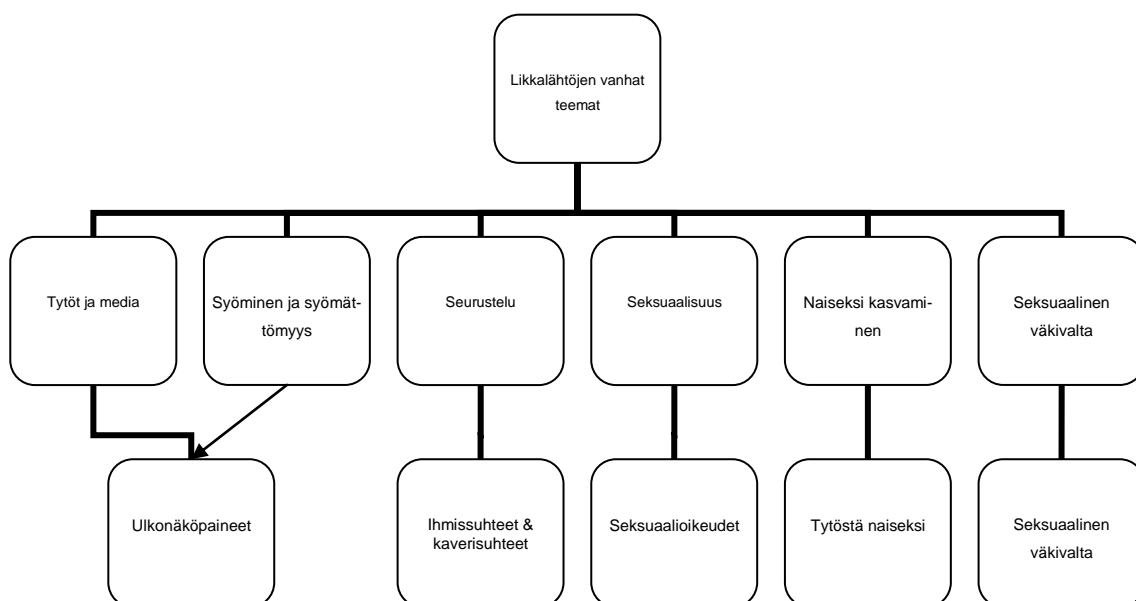 Likkalähtöjen vanhat
teemat
Tytöt ja media
Syöminen ja syömät-
tömyys
Seurustelu
Seksuaalisuus
Naiseksi kasvami-
nen
Seksuaalinen
väkivalta
Ulkonäköpaineet
Ihmissuhteet &
kaverisuhteet
Seksuaalioikeudet
Tytöstä naiseksi
Seksuaalinen
väkivalta